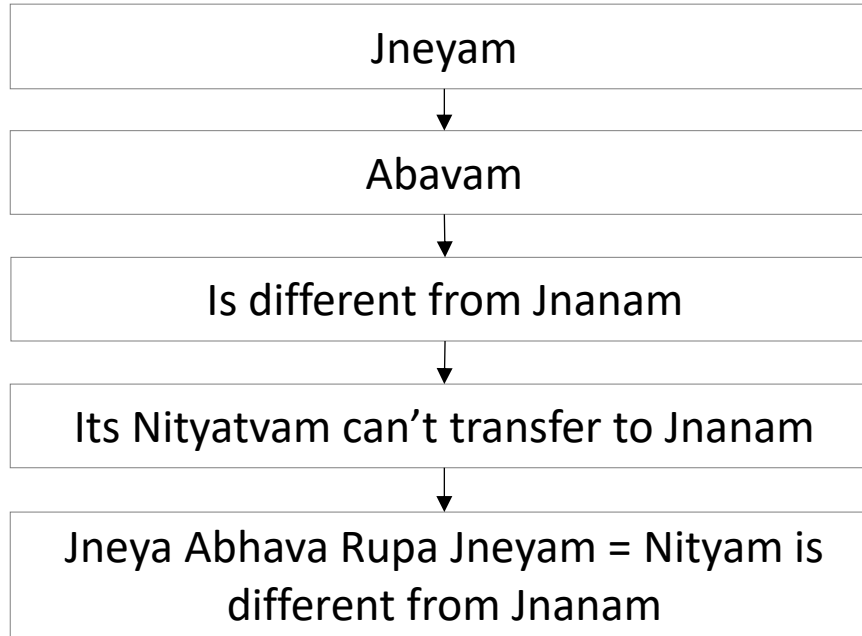 Jneyam
Abavam
Is different from Jnanam
Its Nityatvam can’t transfer to Jnanam
Jneya Abhava Rupa Jneyam = Nityam is
different from Jnanam